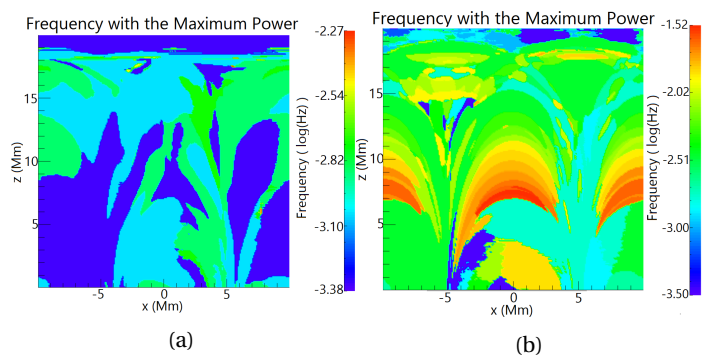 Frequency with the Maximum Power
z (Mm)
15
10
5
-5
0
5
x (Mm)
-2.27
-2.54
-2.82
-3.10
-3.38
Frequency ( log(Hz) )
(a)
Frequency with the Maximum Power
z (Mm)
15
10
5
-5
0
5
x (Mm)
-1.52
-2.02
-2.51
-3.00
-3.50
Frequency ( log(Hz) )
(b)